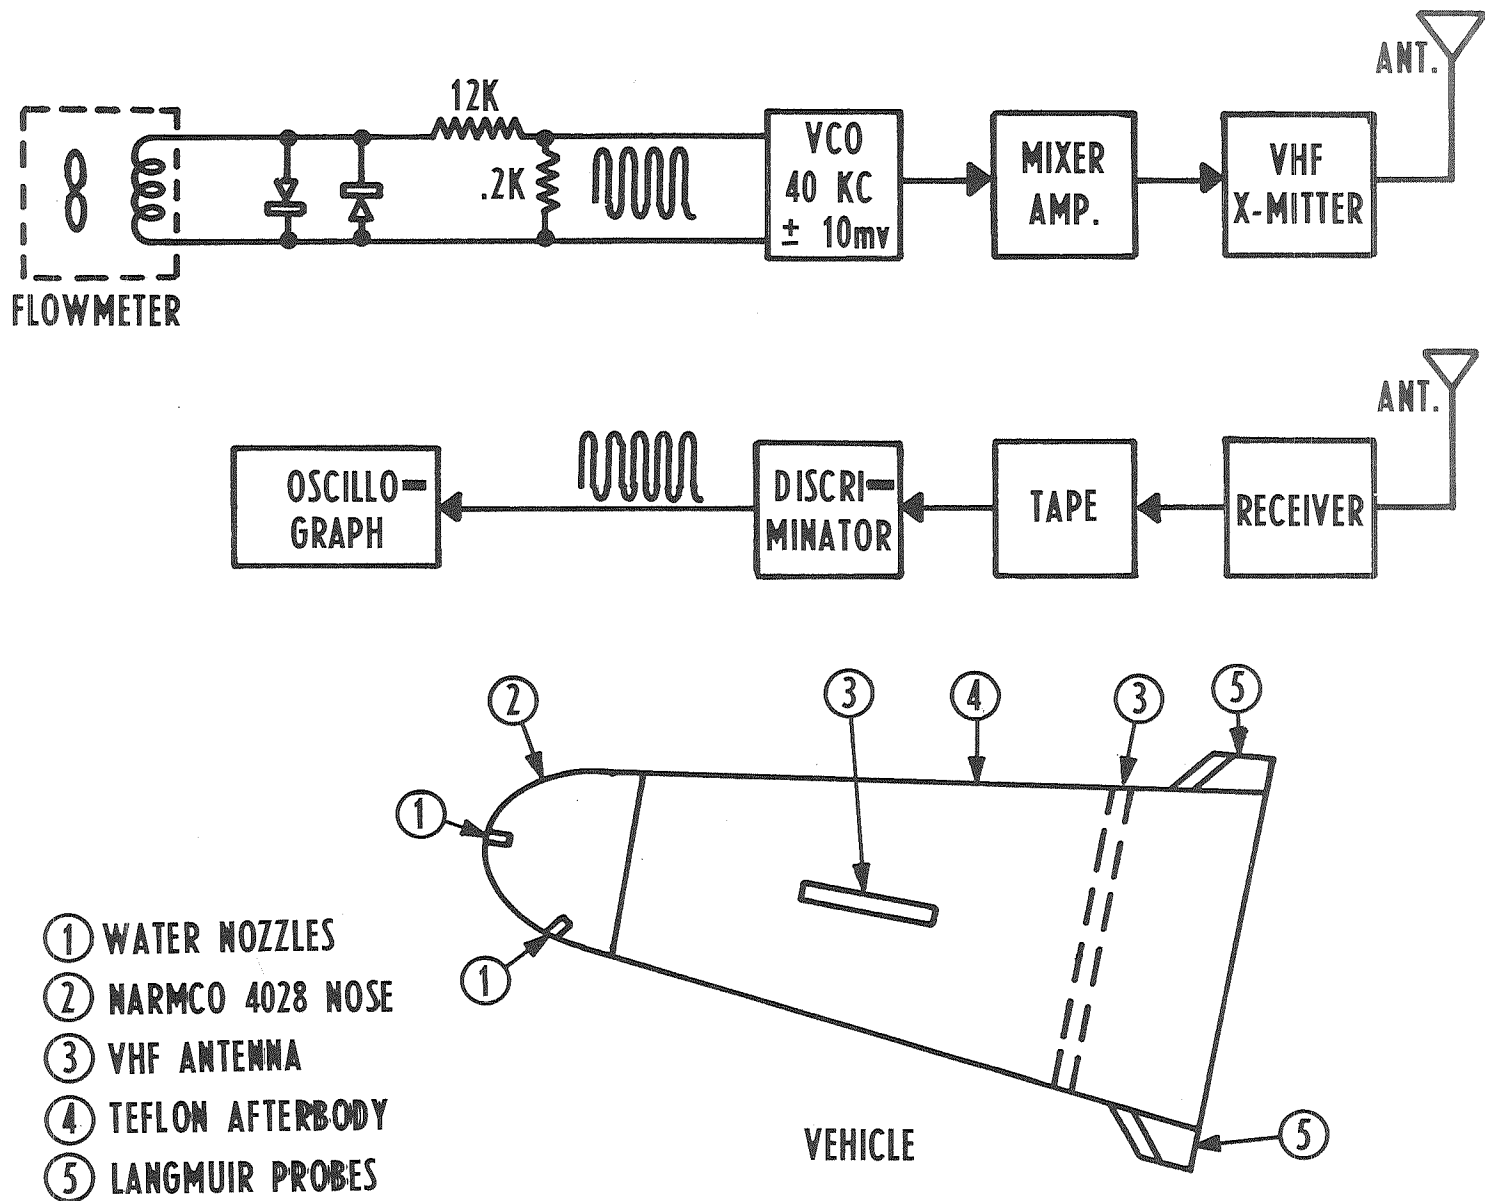 ANT.
12K
.2K
VCO
40 KC
± 10mv
MIXER
AMP.
VHF
X-MITTER
FLOWMETER
ANT.
OSCILLO-
GRAPH
DISCRI-
MINATOR
TAPE
RECEIVER
2
3
4
3
5
1
1
5
1 WATER NOZZLES
2 NARMCO 4028 NOSE
3 VHF ANTENNA
4 TEFLON AFTERBODY
5 LANGMUIR PROBES
VEHICLE